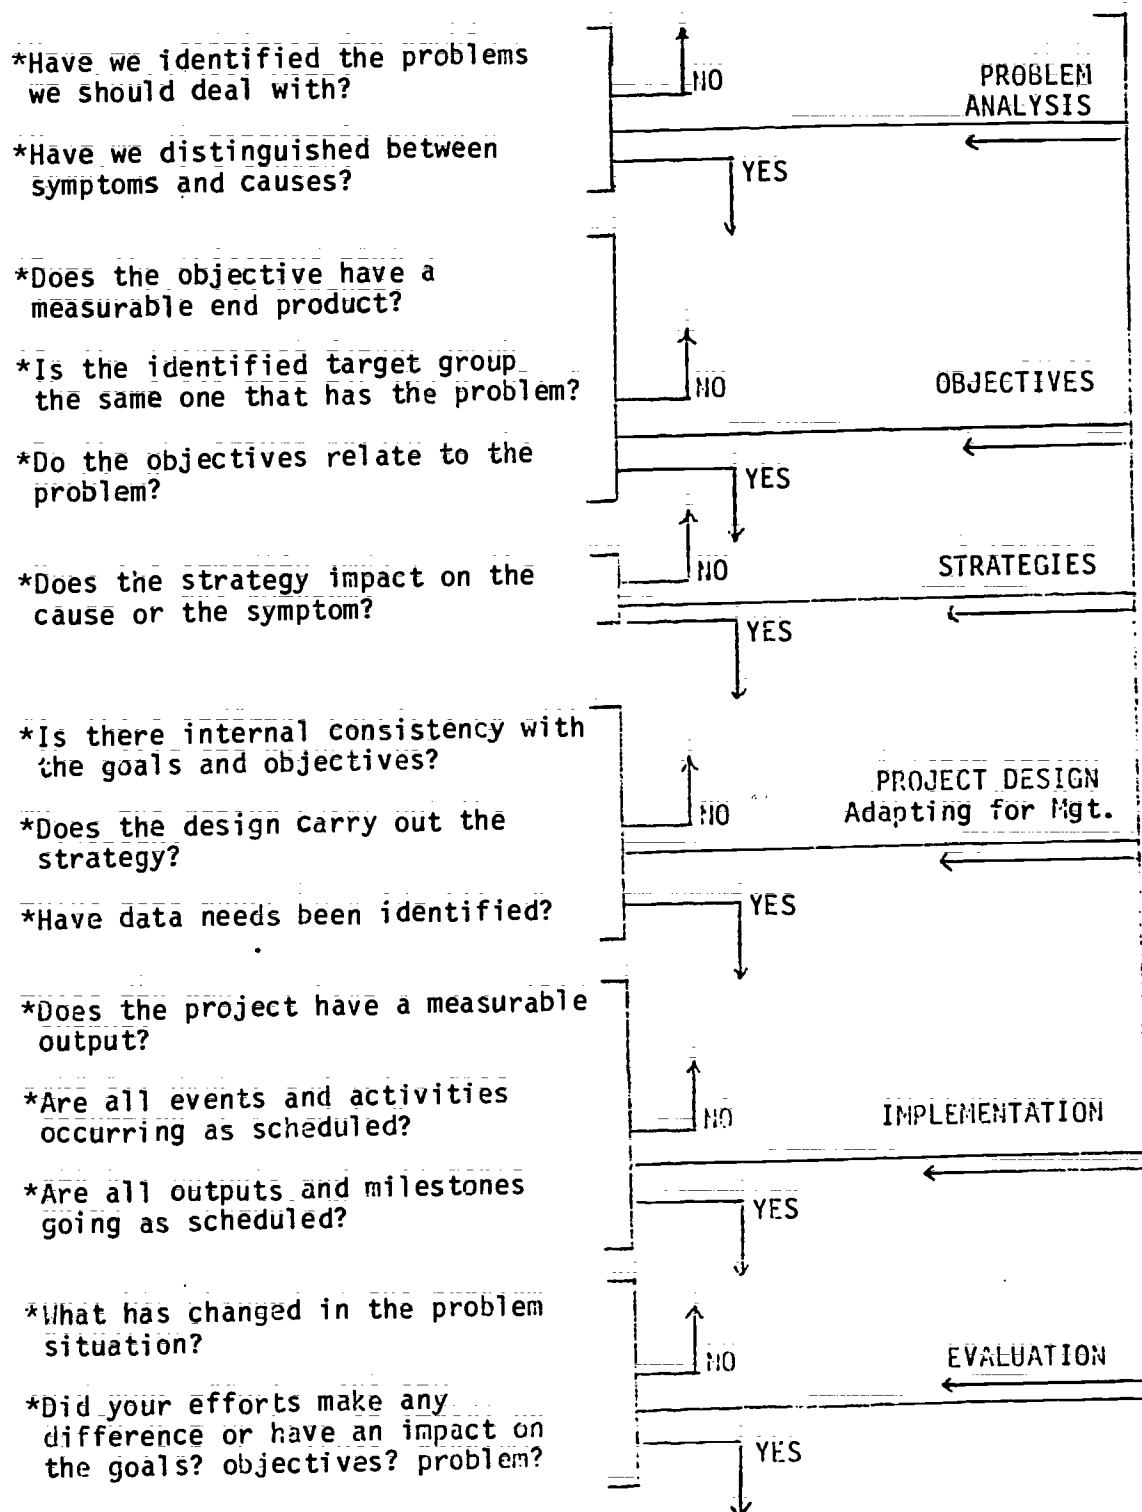 *Have we identified the problems
we should deal with?
NO
PROBLEM
ANALYSIS
*Have we distinguished between
symptoms and causes?
YES
*Does the objective have a
measurable end product?
*Is the identified target group
the same one that has the problem?
NO
OBJECTIVES
*Do the objectives relate to the
problem?
YES
*Does the strategy impact on the
cause or the symptom?
NO
STRATEGIES
YES
*Is there internal consistency with
the goals and objectives?
NO
PROJECT DESIGN
Adapting for Mgt.
*Does the design carry out the
strategy?
*Have data needs been identified?
YES
*Does the project have a measurable
output?
*Are all events and activities
occurring as scheduled?
NO
IMPLEMENTATION
*Are all outputs and milestones
going as scheduled?
YES
*What has changed in the problem
situation?
NO
EVALUATION
*Did your efforts make any
difference or have an impact on
the goals? objectives? problem?
YES